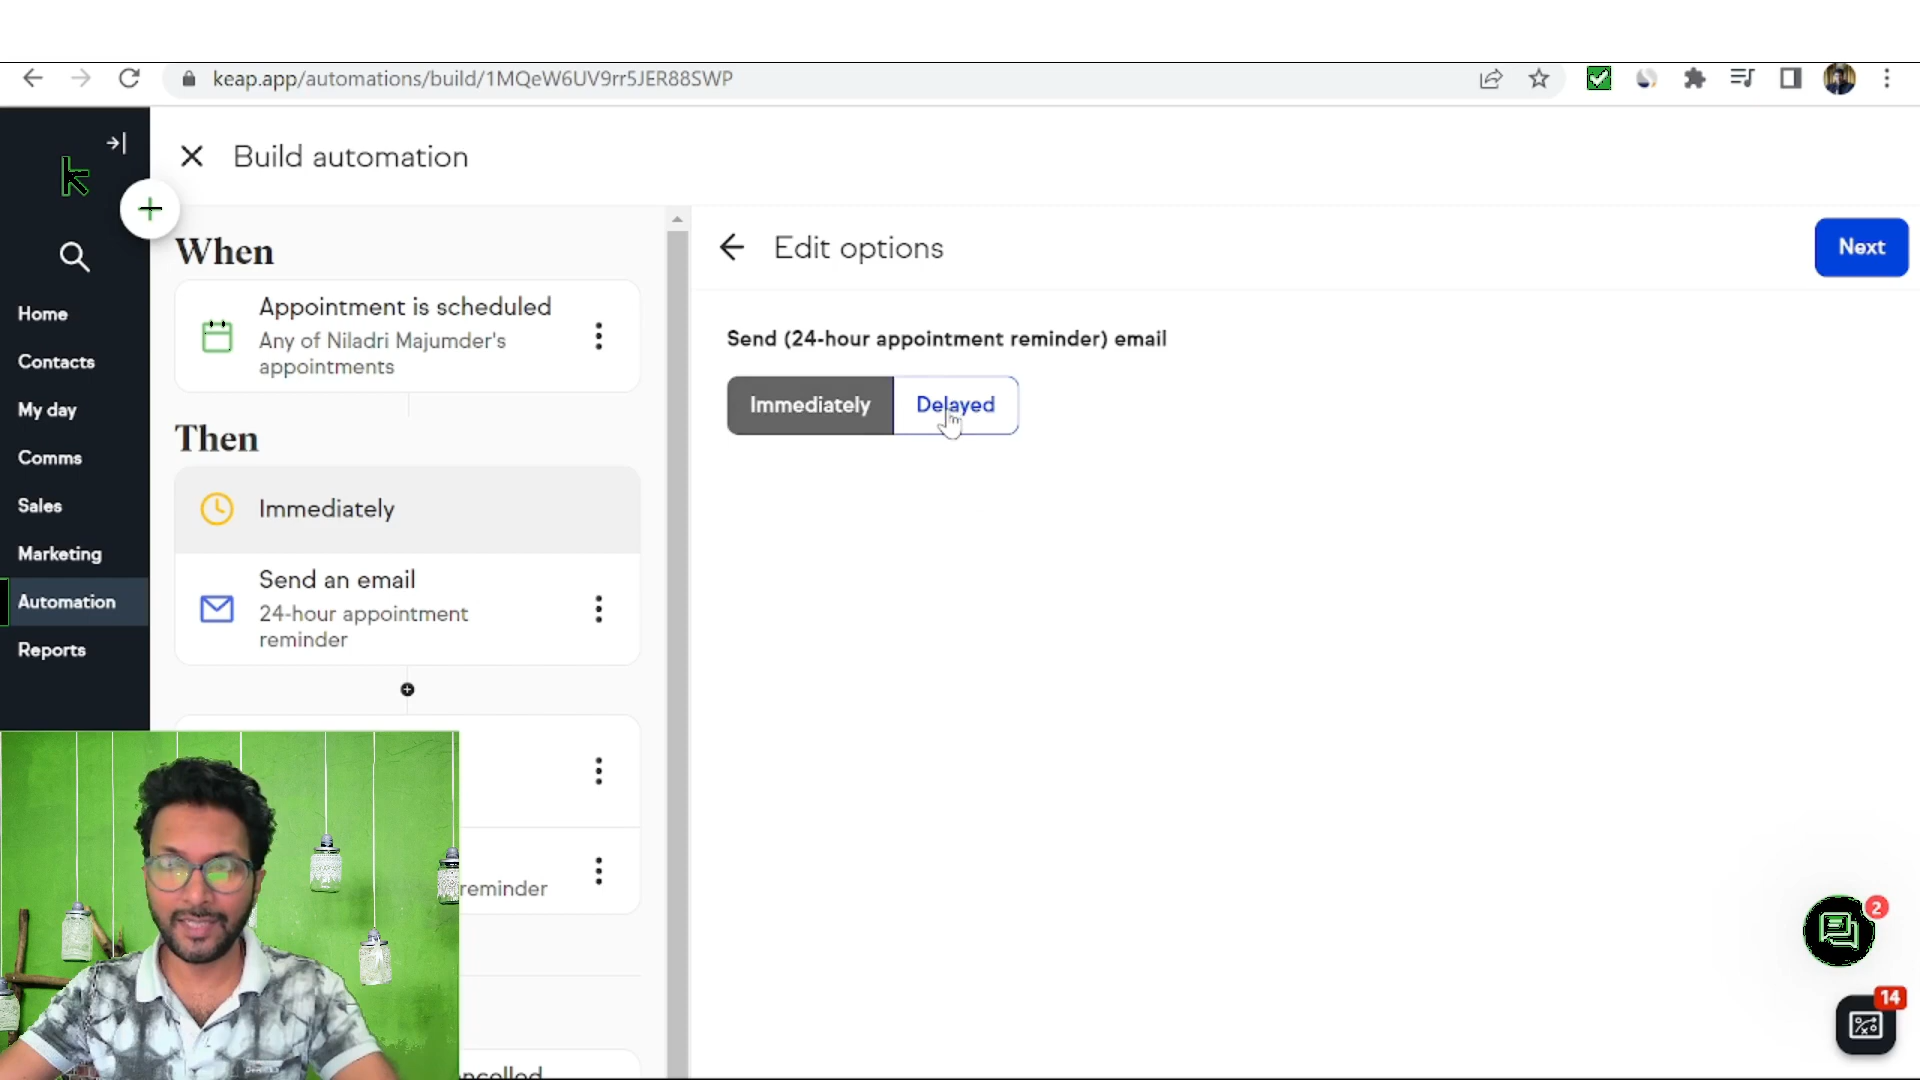 keap.app/automations/build/1MQeW6UV9rr5JER88SWP
Build automation
When
Appointment is scheduled
Any of Niladri Majumder's
appointments
Then
Immediately
Send an email
24-hour appointment
reminder
reminder
Home
Contacts
My day
Comms
Sales
Marketing
Automation
Reports
Edit options
Next
Send (24-hour appointment reminder) email
Immediately
Delayed
2
14